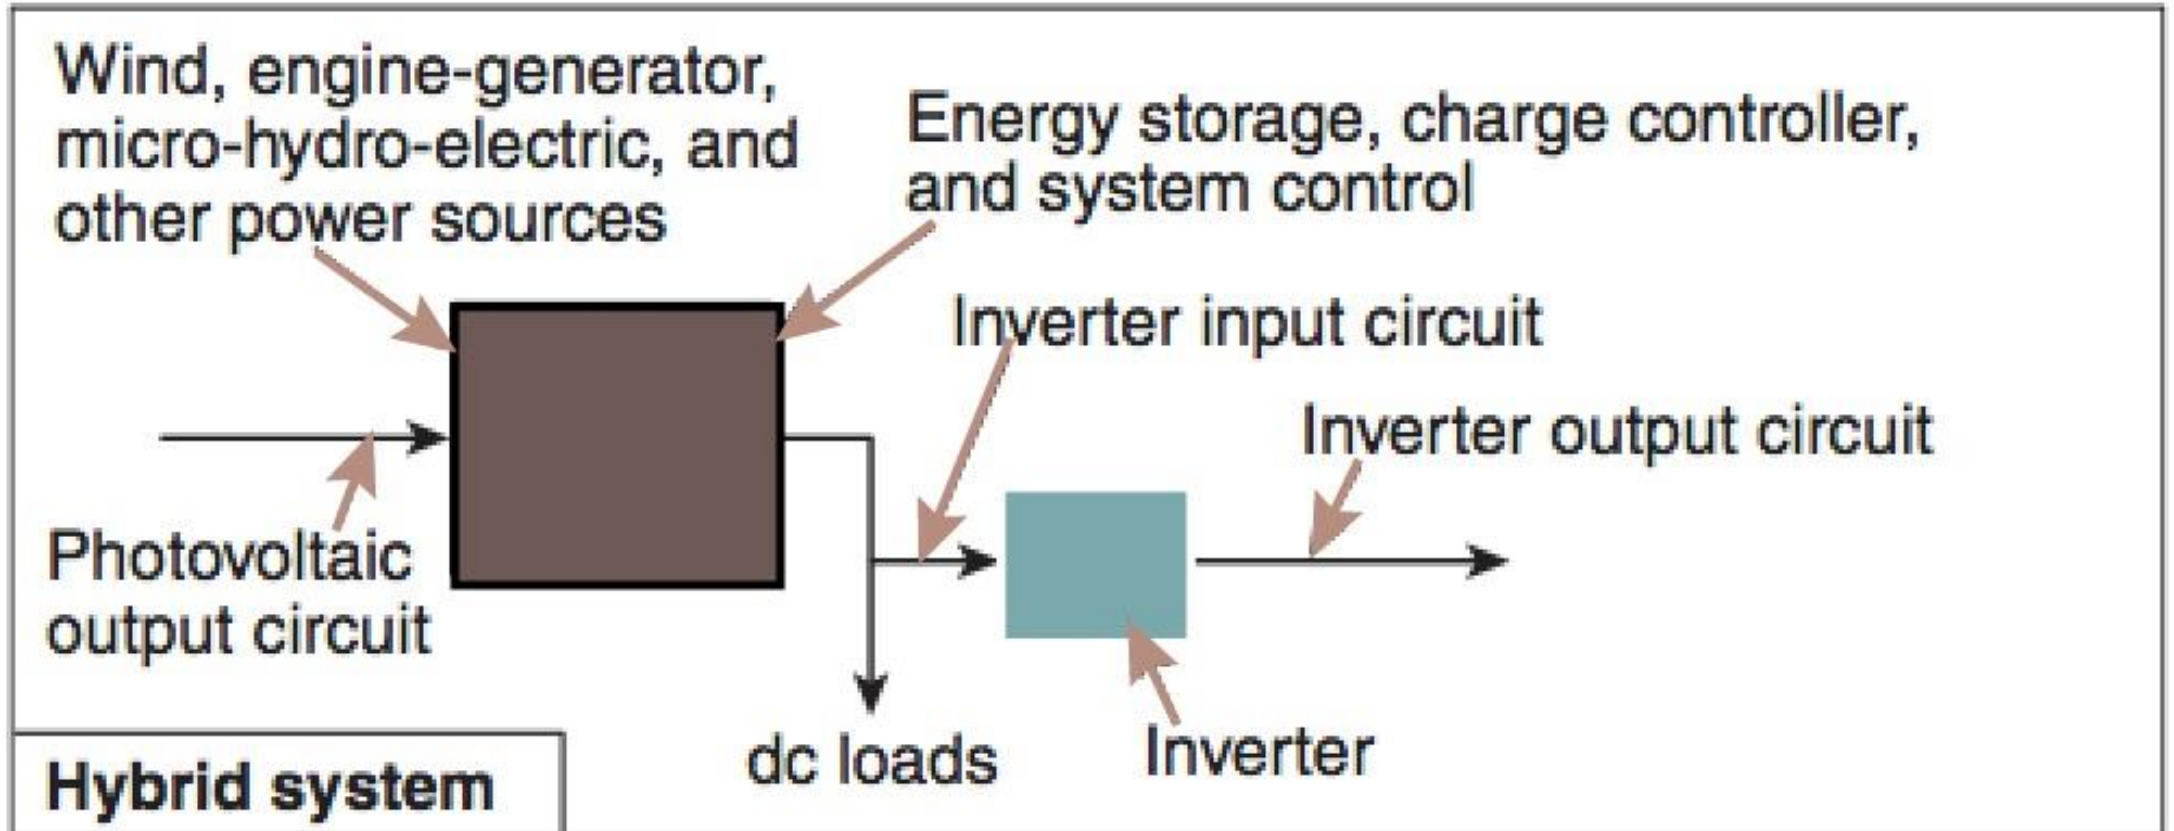 Wind, engine-generator,
micro-hydro-electric, and
other power sources
Energy storage, charge controller,
and system control
Inverter input circuit
Inverter output circuit
Photovoltaic
output circuit
dc loads
Inverter
Hybrid system